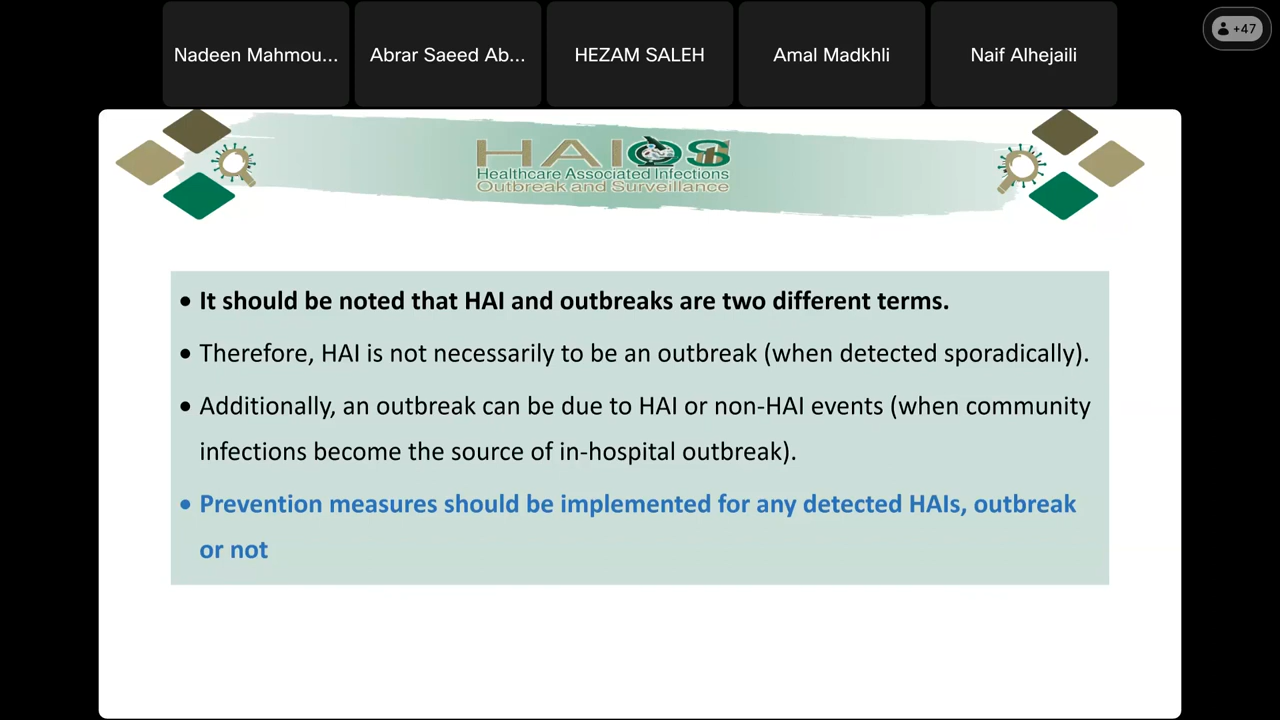 Nadeen Mahmou...
Abrar Saeed Ab...
HEZAM SALEH
Amal Madkhli
Naif Alhejaili
+47
HAIOS
Healthcare Associated Infections
Outbreak and Surveillance
• It should be noted that HAI and outbreaks are two different terms.
• Therefore, HAI is not necessarily to be an outbreak (when detected sporadically).
• Additionally, an outbreak can be due to HAI or non-HAI events (when community
infections become the source of in-hospital outbreak).
• Prevention measures should be implemented for any detected HAIs, outbreak
or not